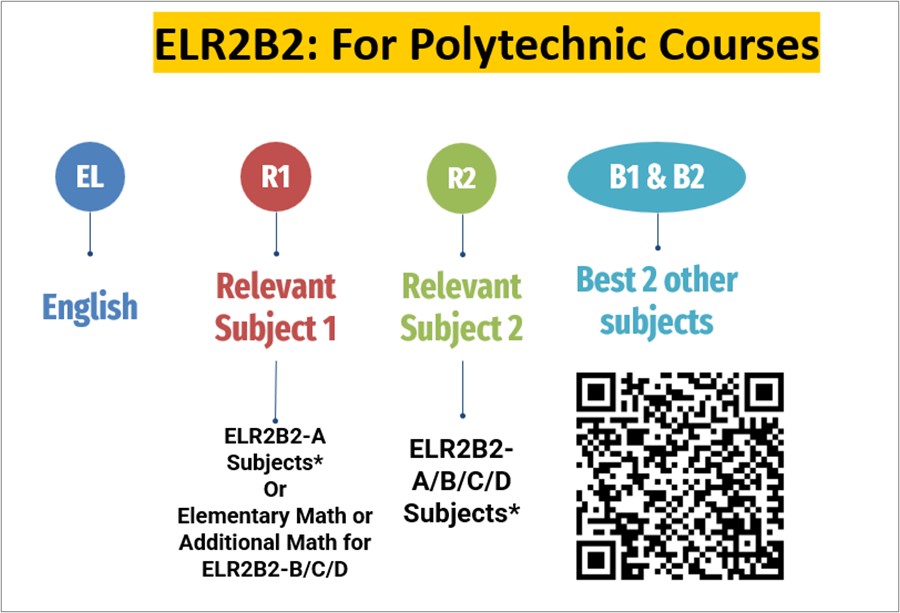 ELR2B2: For Polytechnic Courses
EL
R1
R2
B1 & B2
English
Relevant
Subject 1
Relevant
Subject 2
Best 2 other
subjects
ELR2B2-A
Subjects*
Or
Elementary Math or
Additional Math for
ELR2B2-B/C/D
ELR2B2-
A/B/C/D
Subjects*